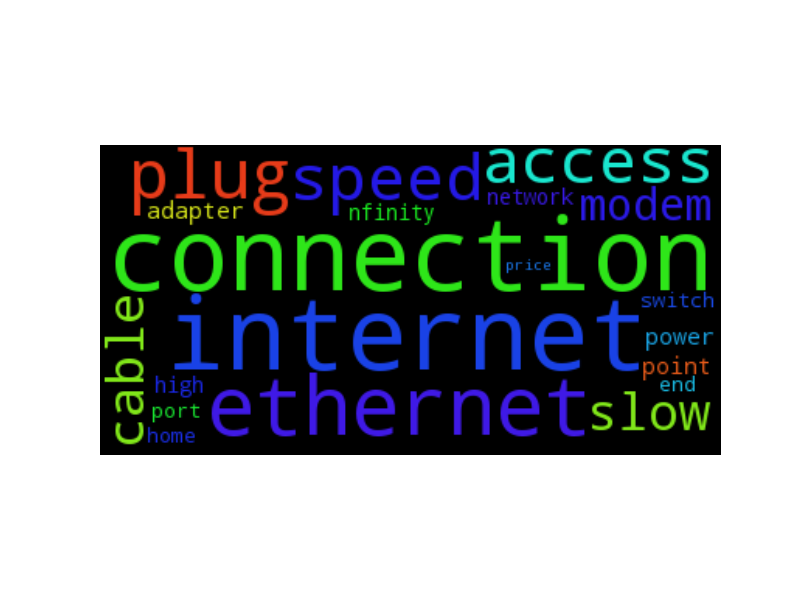 plug speed access
adapter nfinity network modem
connection
price
internet
cable
switch
power
point
end
high
port
home
ethernet
slow